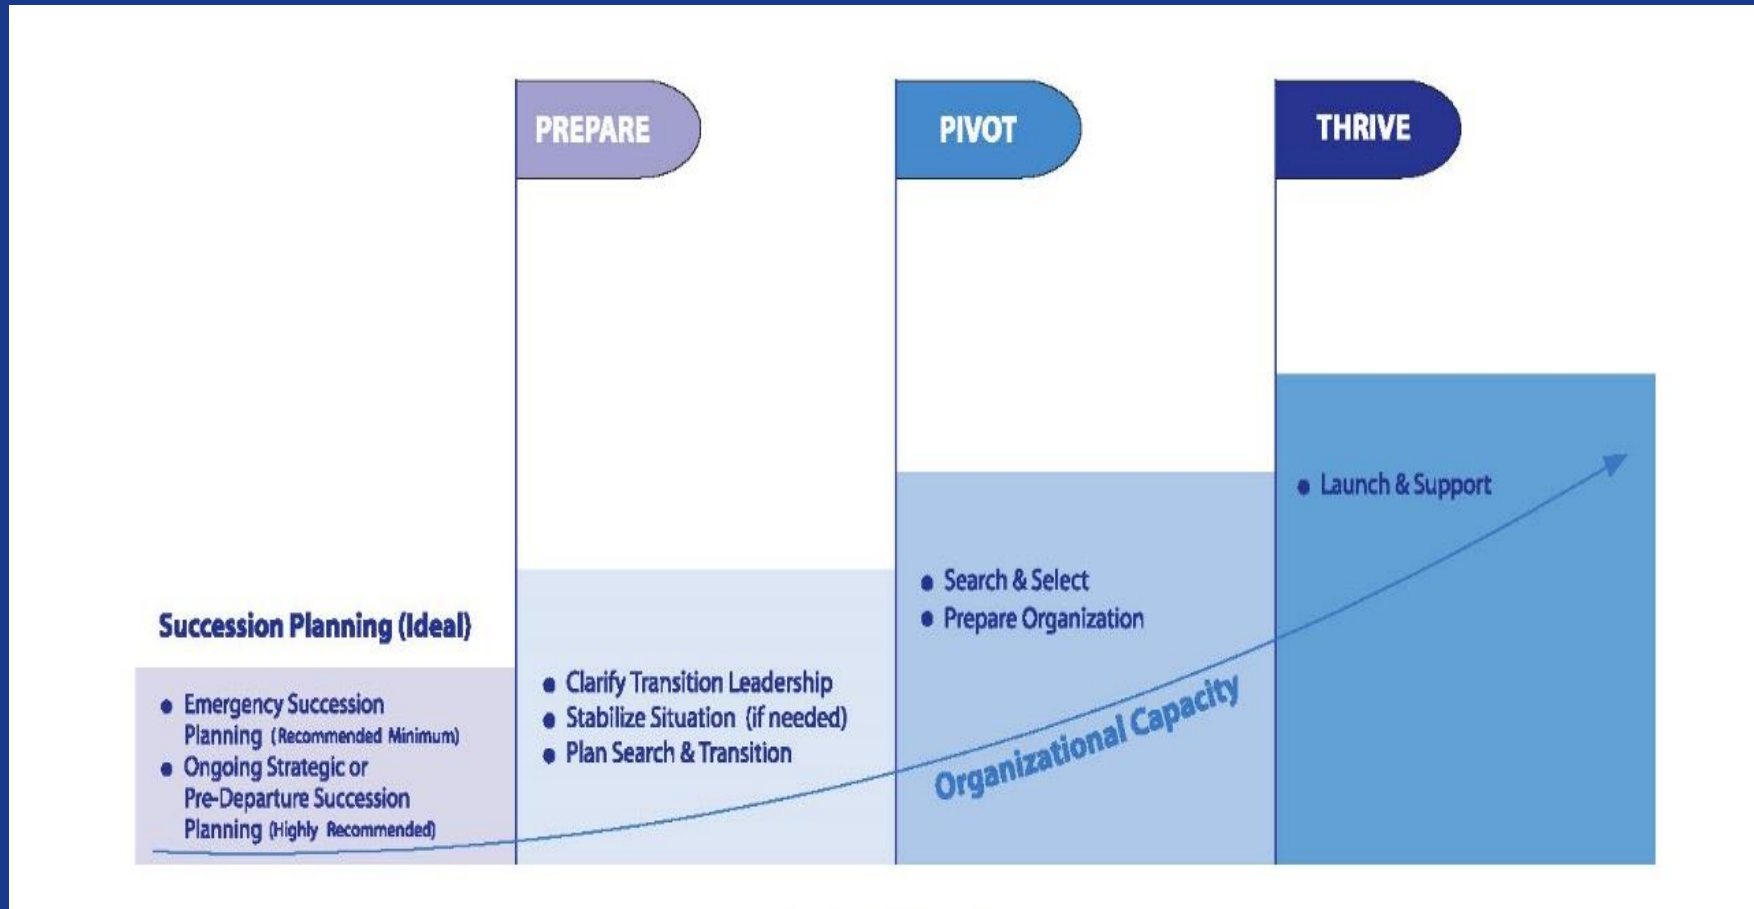 PREPARE
PIVOT
THRIVE
Succession Planning (Ideal)
● Emergency Succession
Planning (Recommended Minimum)
● Ongoing Strategic or
Pre-Departure Succession
Planning (Highly Recommended)
● Clarify Transition Leadership
● Stabilize Situation (if needed)
● Plan Search & Transition
● Search & Select
● Prepare Organization
● Launch & Support
Organizational Capacity